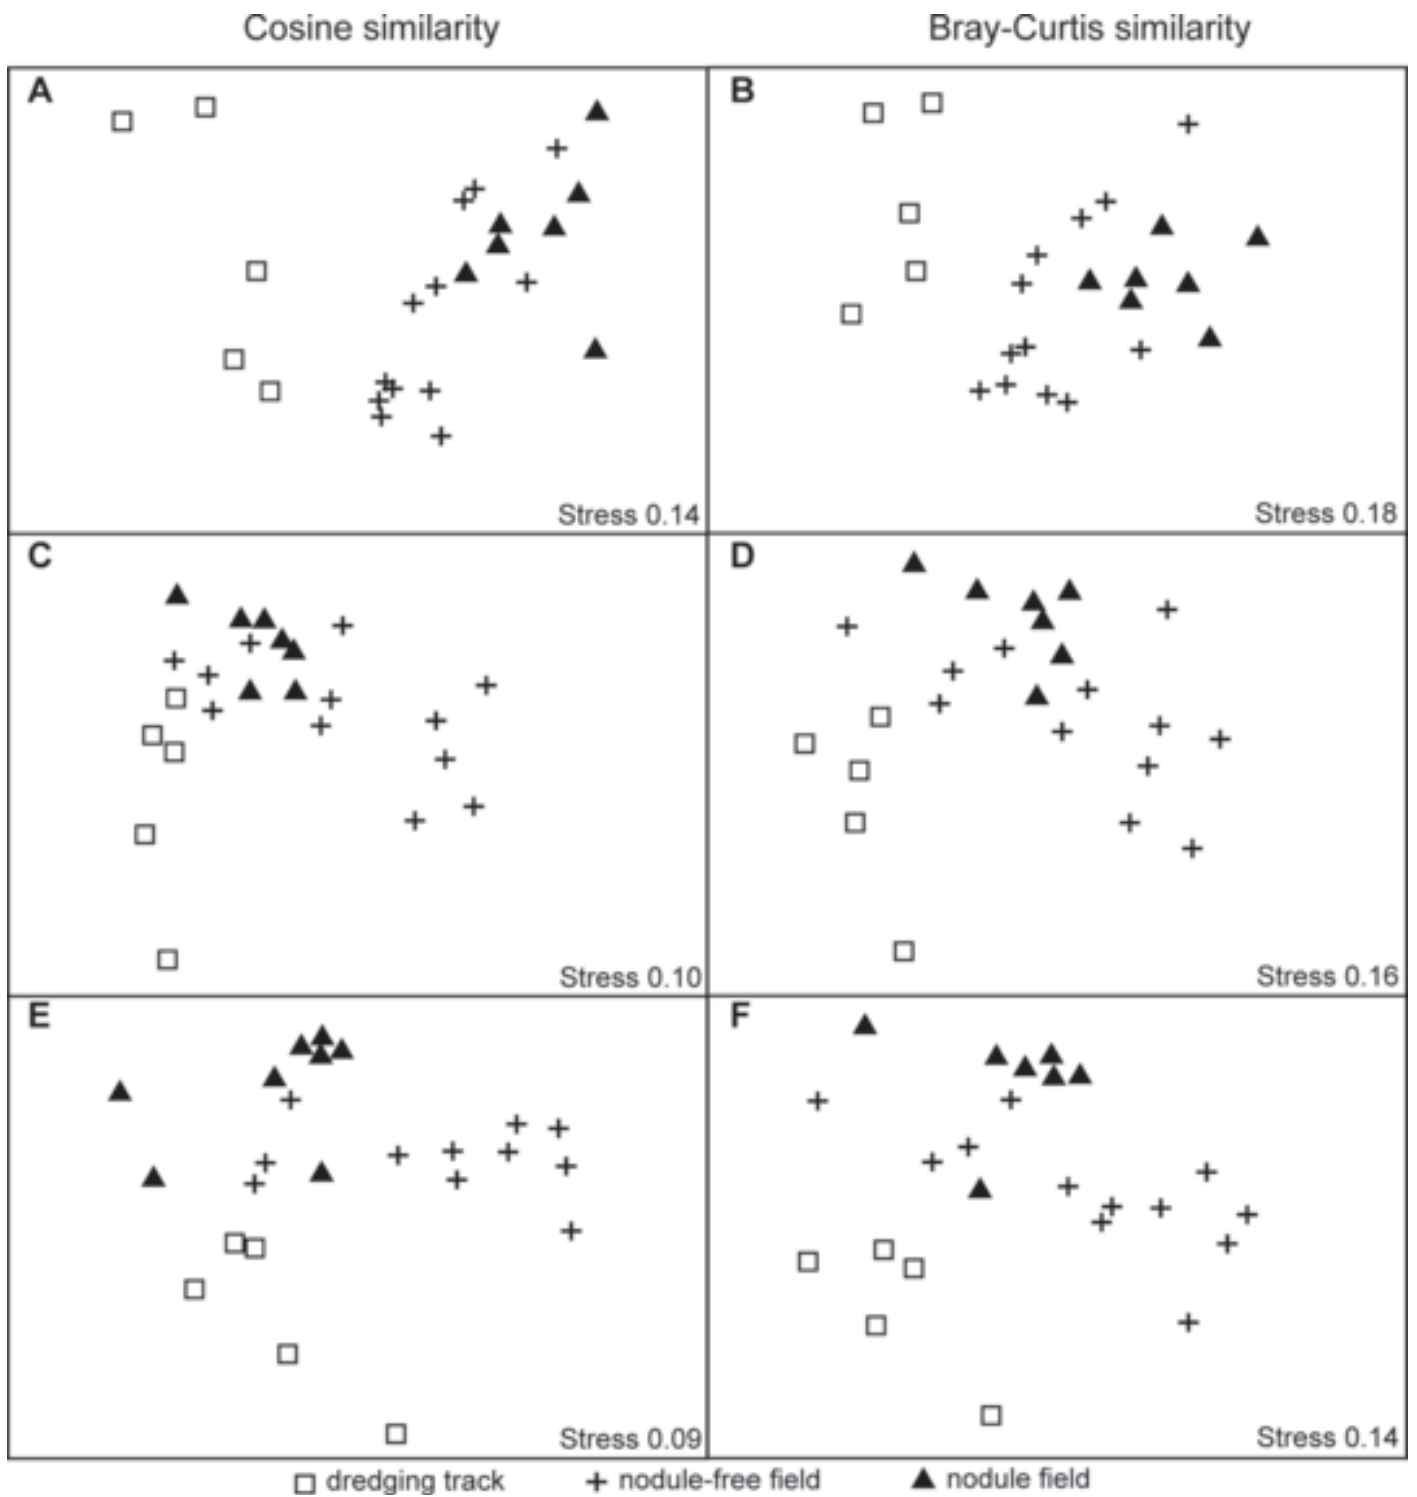 Cosine similarity
Bray-Curtis similarity
A
B
Stress 0.14
Stress 0.18
C
D
Stress 0.10
Stress 0.16
E
F
Stress 0.09
Stress 0.14
dredging track
nodule-free field
nodule field